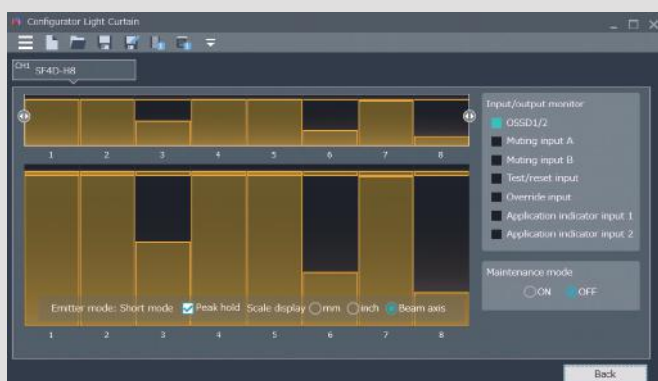 Configurator Light Curtain
CH1 SF4D-H8
1 2 3 4 5 6 7 8
Emitter mode: Short mode Peak hold Scale display mm inch Beam axis
1 2 3 4 5 6 7 8
Input/output monitor
OSSD1/2
Muting input A
Muting input B
Test/reset input
Override input
Application indicator input 1
Application indicator input 2
Maintenance mode
ON OFF
Back